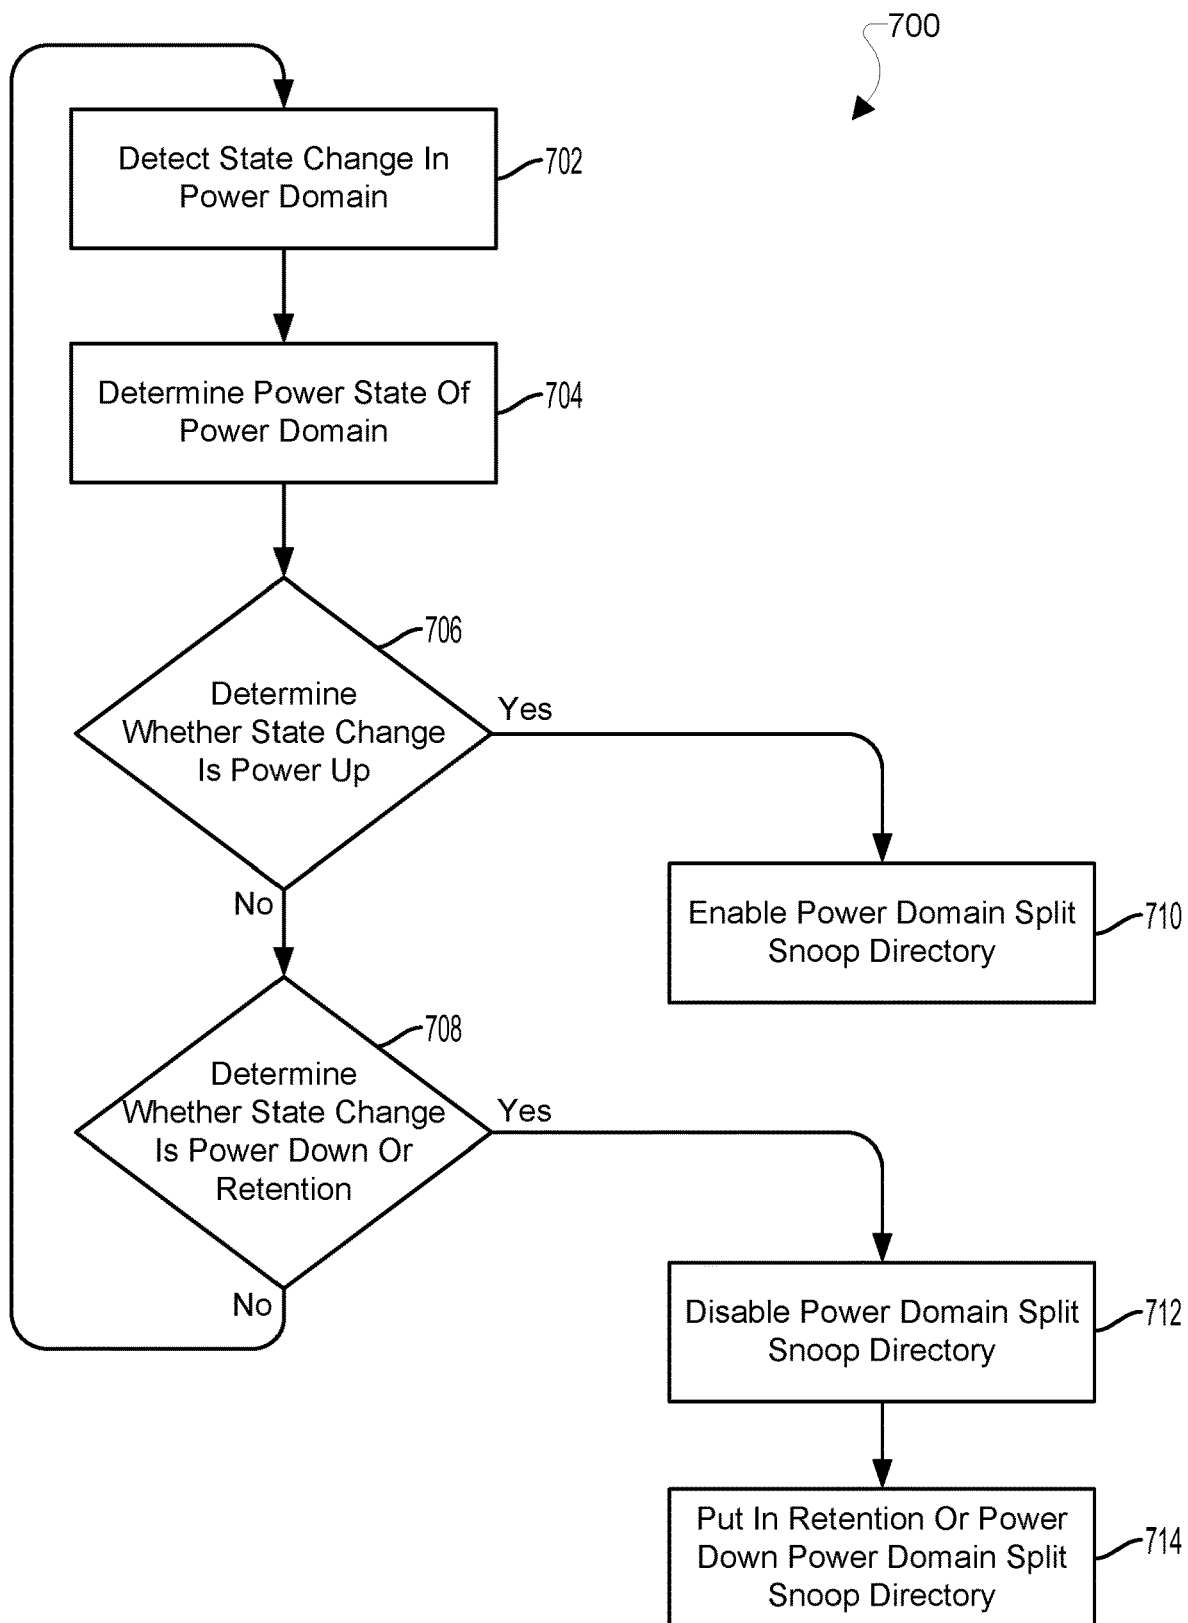 700
Detect State Change In
Power Domain
702
Determine Power State Of
Power Domain
704
706
Determine
Whether State Change
Is Power Up
Yes
No
Enable Power Domain Split
Snoop Directory
710
708
Determine
Whether State Change
Is Power Down Or
Retention
Yes
No
Disable Power Domain Split
Snoop Directory
712
Put In Retention Or Power
Down Power Domain Split
Snoop Directory
714